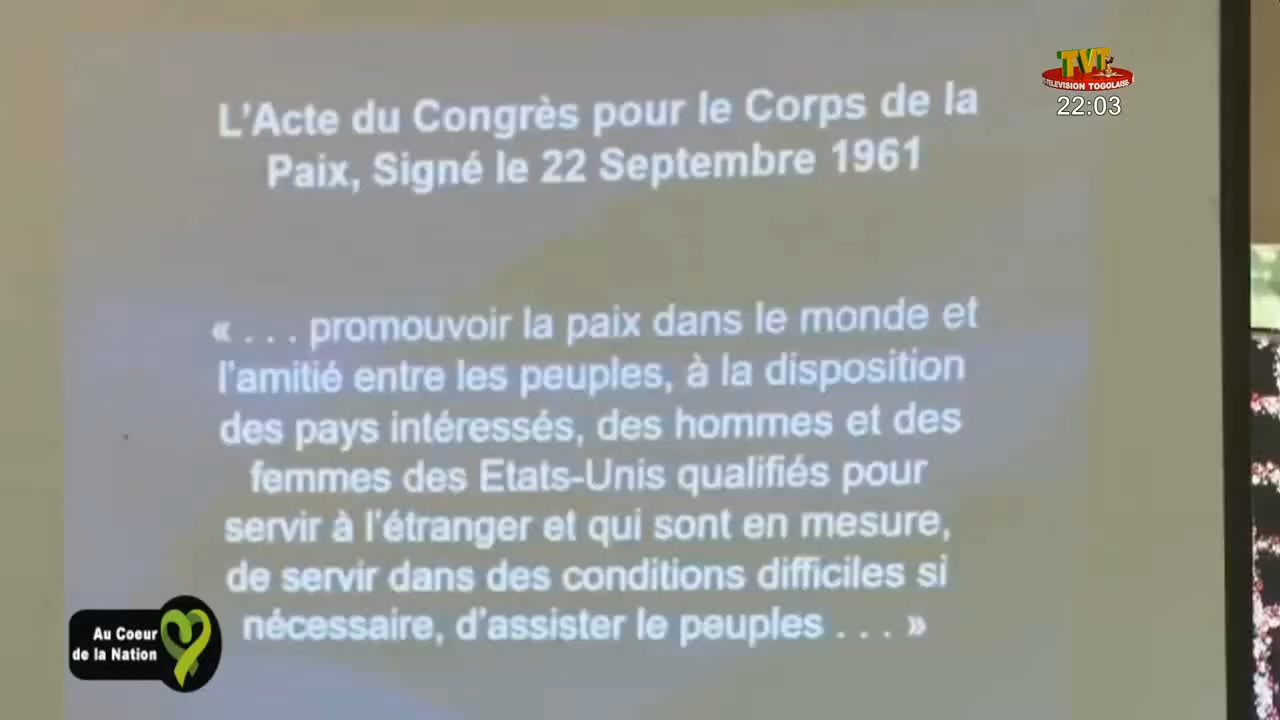 TVT
TELEVISION TOGOLAISE
22:03
L'Acte du Congrès pour le Corps de la
Paix, Signé le 22 Septembre 1961
« . . . promouvoir la paix dans le monde et
l'amitié entre les peuples, à la disposition
des pays intéressés, des hommes et des
femmes des Etats-Unis qualifiés pour
servir à l'étranger et qui sont en mesure,
de servir dans des conditions difficiles si
nécessaire, d'assister le peuples . . . »
Au Coeur
de la Nation